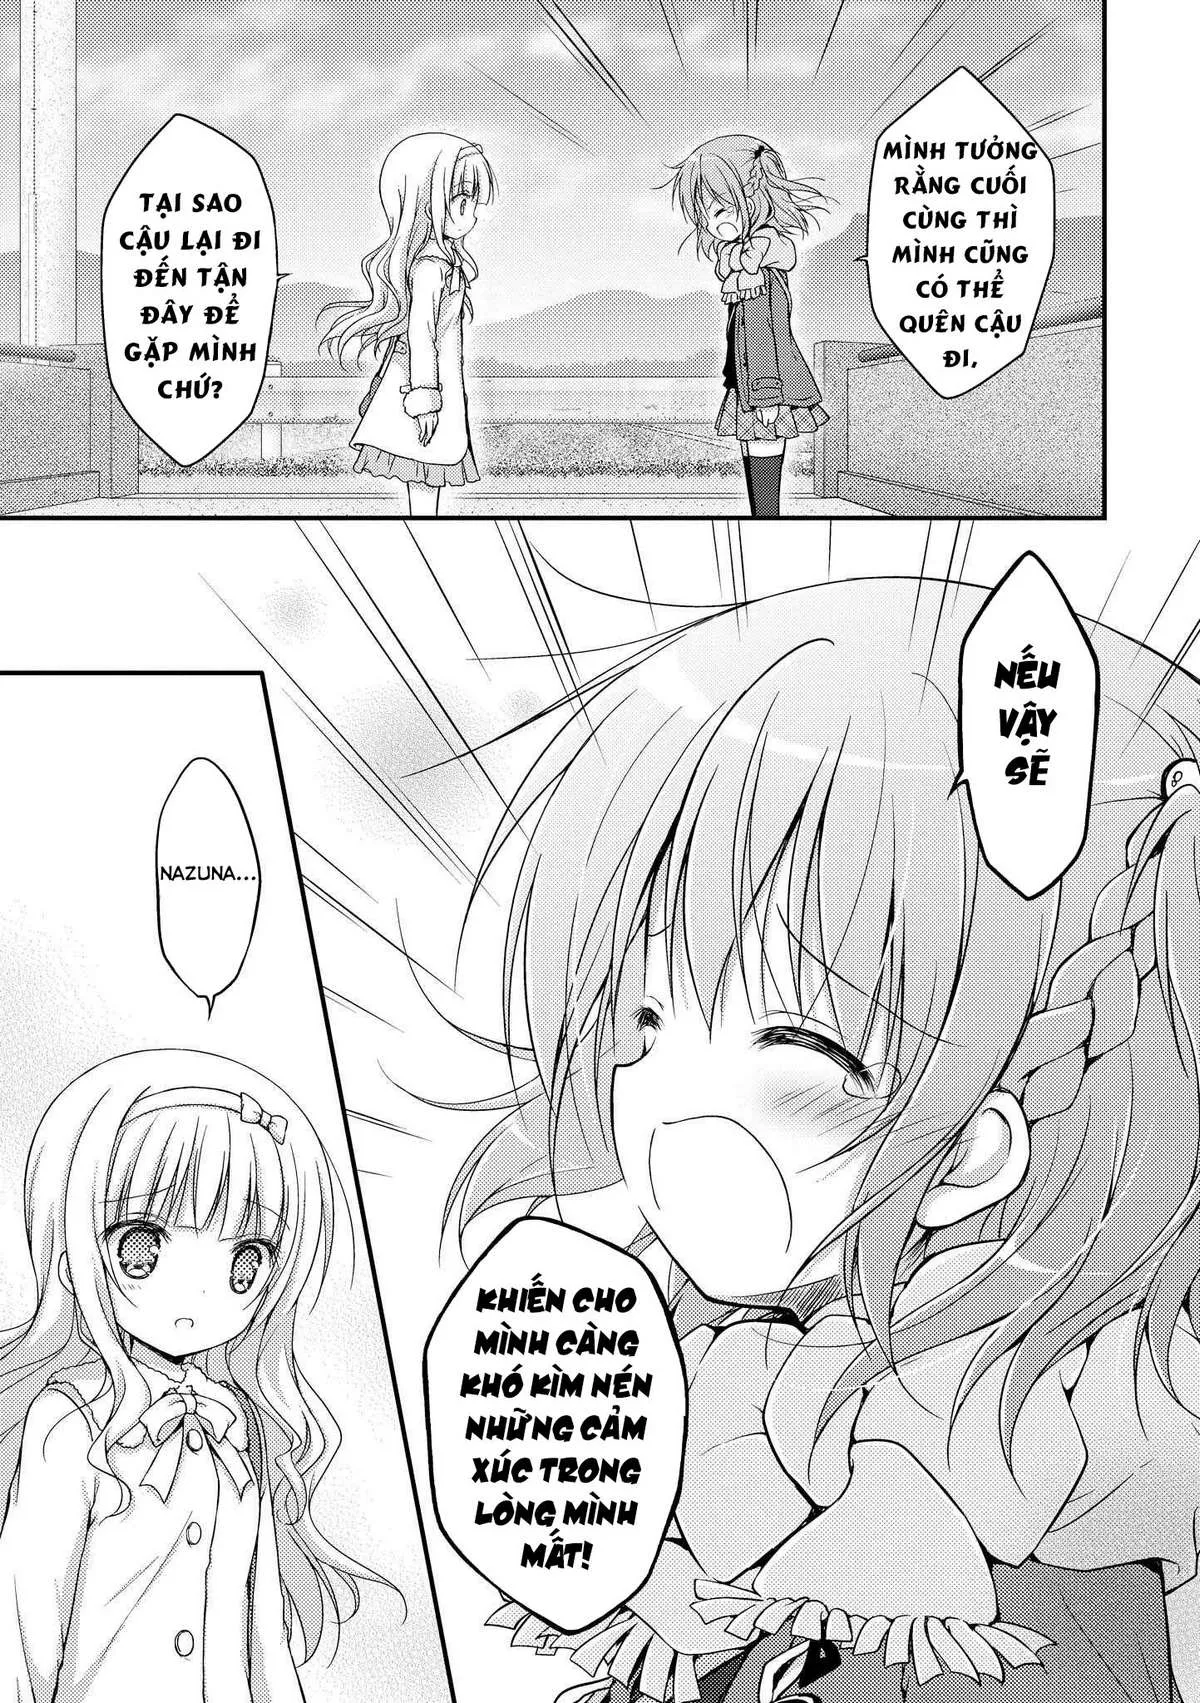 MÌNH TƯỞNG
RẰNG CUỐI
CÙNG THÌ
MÌNH CŨNG
CÓ THỂ
QUÊN CẬU
ĐI,
TẠI SAO
CẬU LẠI ĐI
ĐẾN TẬN
ĐÂY ĐỂ
GẶP MÌNH
CHỨ?
NẾU
VẬY
SẼ
KHIẾN CHO
MÌNH CÀNG
KHÓ KÌM NÉN
NHỮNG CẢM
XÚC TRONG
LÒNG MÌNH
MẤT!
NAZUNA...